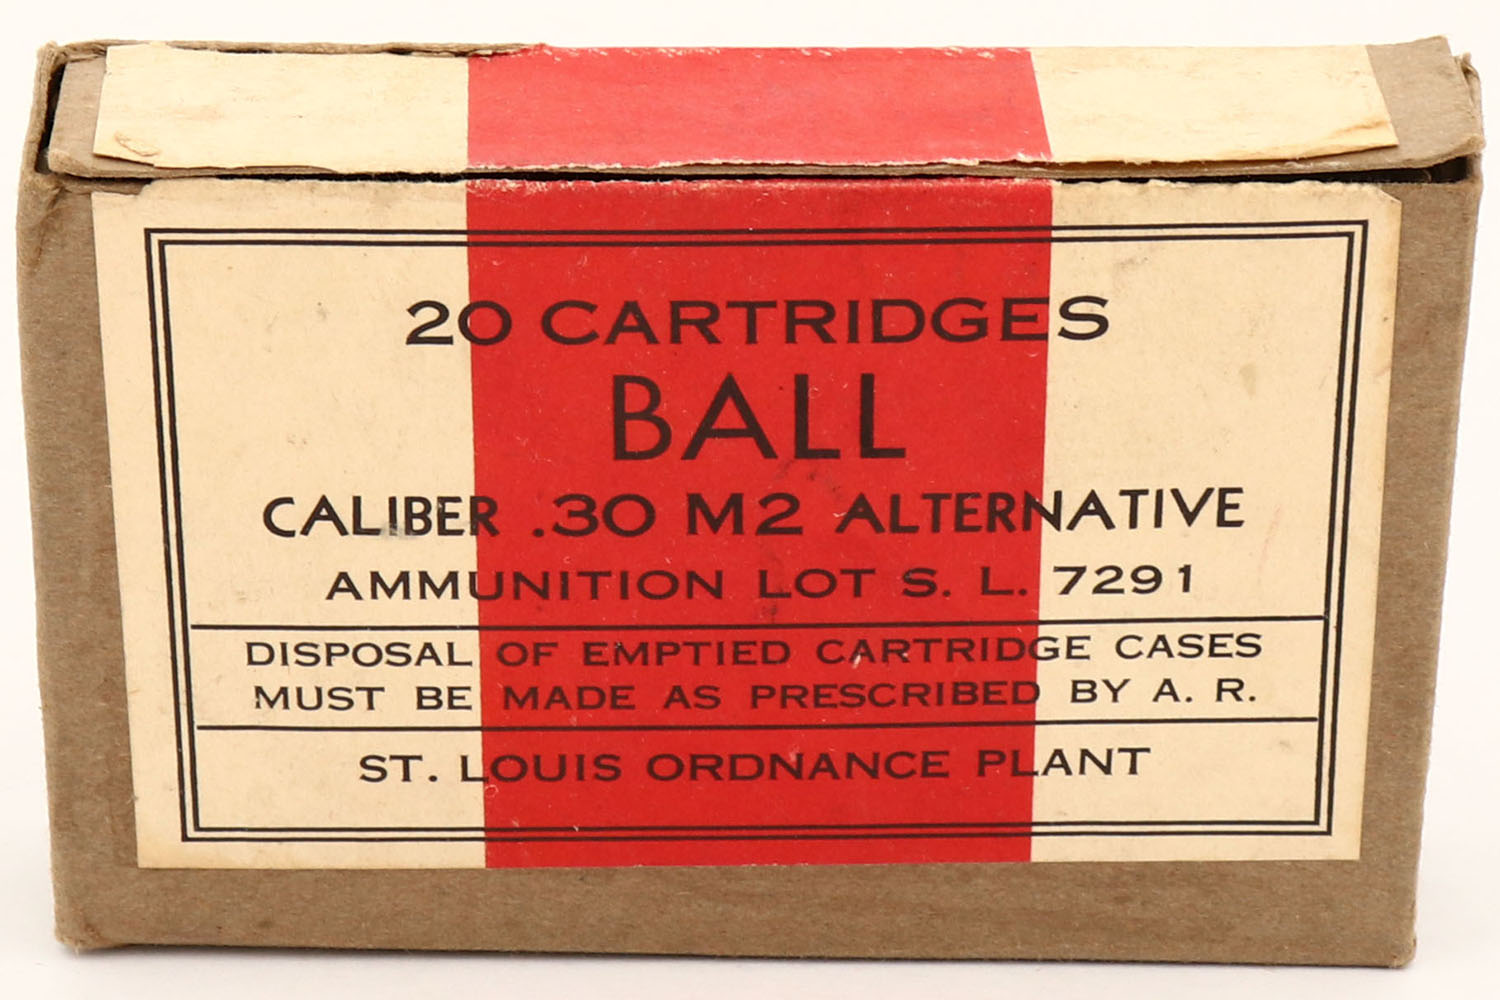 20 CARTRIDGES
BALL
CALIBER .30 M2 ALTERNATIVE
AMMUNITION LOT S. L. 7291
DISPOSAL OF EMPTIED CARTRIDGE CASES
MUST BE MADE AS PRESCRIBED BY A. R.
ST. LOUIS ORDNANCE PLANT